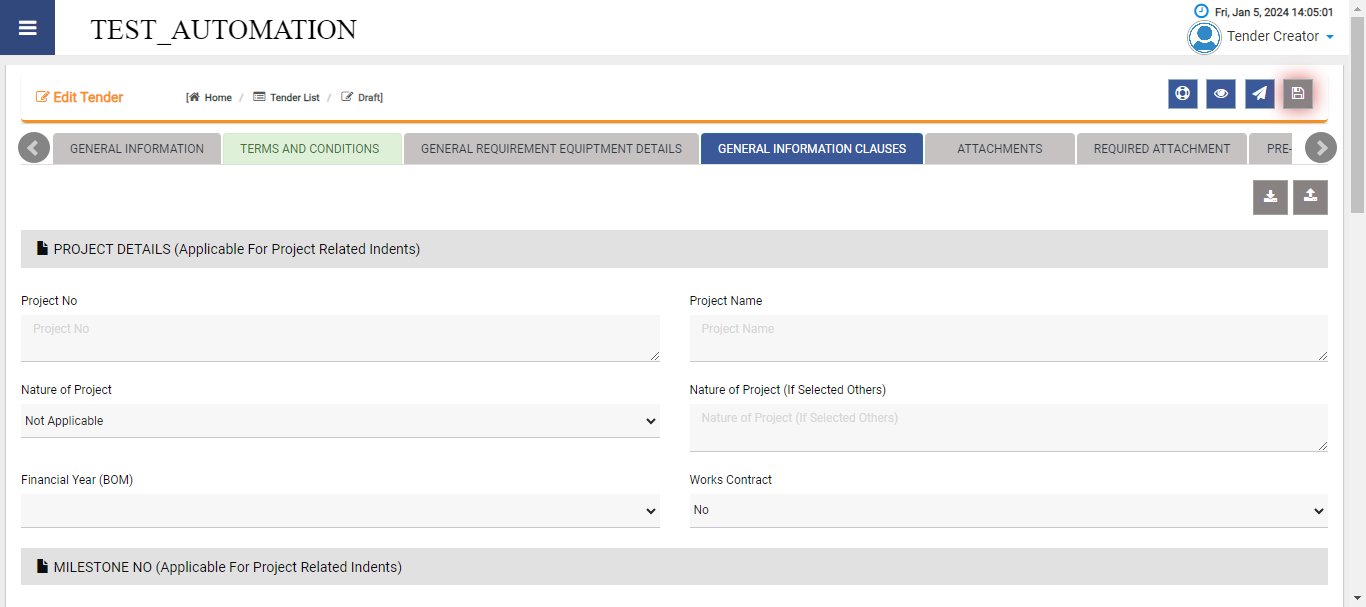 TEST_AUTOMATION
Fri, Jan 5, 2024 14:05:01
Tender Creator
Edit Tender
[Home / Tender List / Draft]
GENERAL INFORMATION
TERMS AND CONDITIONS
GENERAL REQUIREMENT EQUIPTMENT DETAILS
GENERAL INFORMATION CLAUSES
ATTACHMENTS
REQUIRED ATTACHMENT
PRE-
PROJECT DETAILS (Applicable For Project Related Indents)
Project No
Project Name
Project No
Project Name
Nature of Project
Nature of Project (If Selected Others)
Not Applicable
Nature of Project (If Selected Others)
Financial Year (BOM)
Works Contract
No
MILESTONE NO (Applicable For Project Related Indents)